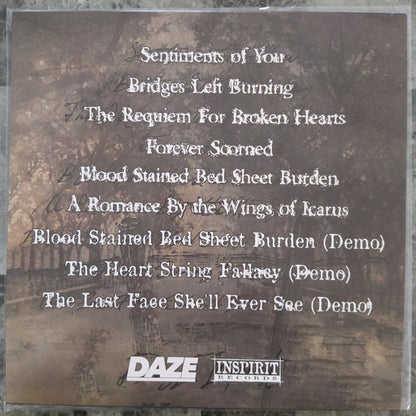 Sentiments of You
Bridges Left Burning
The Requiem For Broken Hearts
Forever Scorned
Blood Stained Bed Sheet Burden
A Romance By the Wings of Icarus
Blood Stained Bed Sheet Burden (Demo)
The Heart String Fallacy (Demo)
The Last Face She'll Ever See (Demo)
DAZE
INSPIRIT
RECORDS